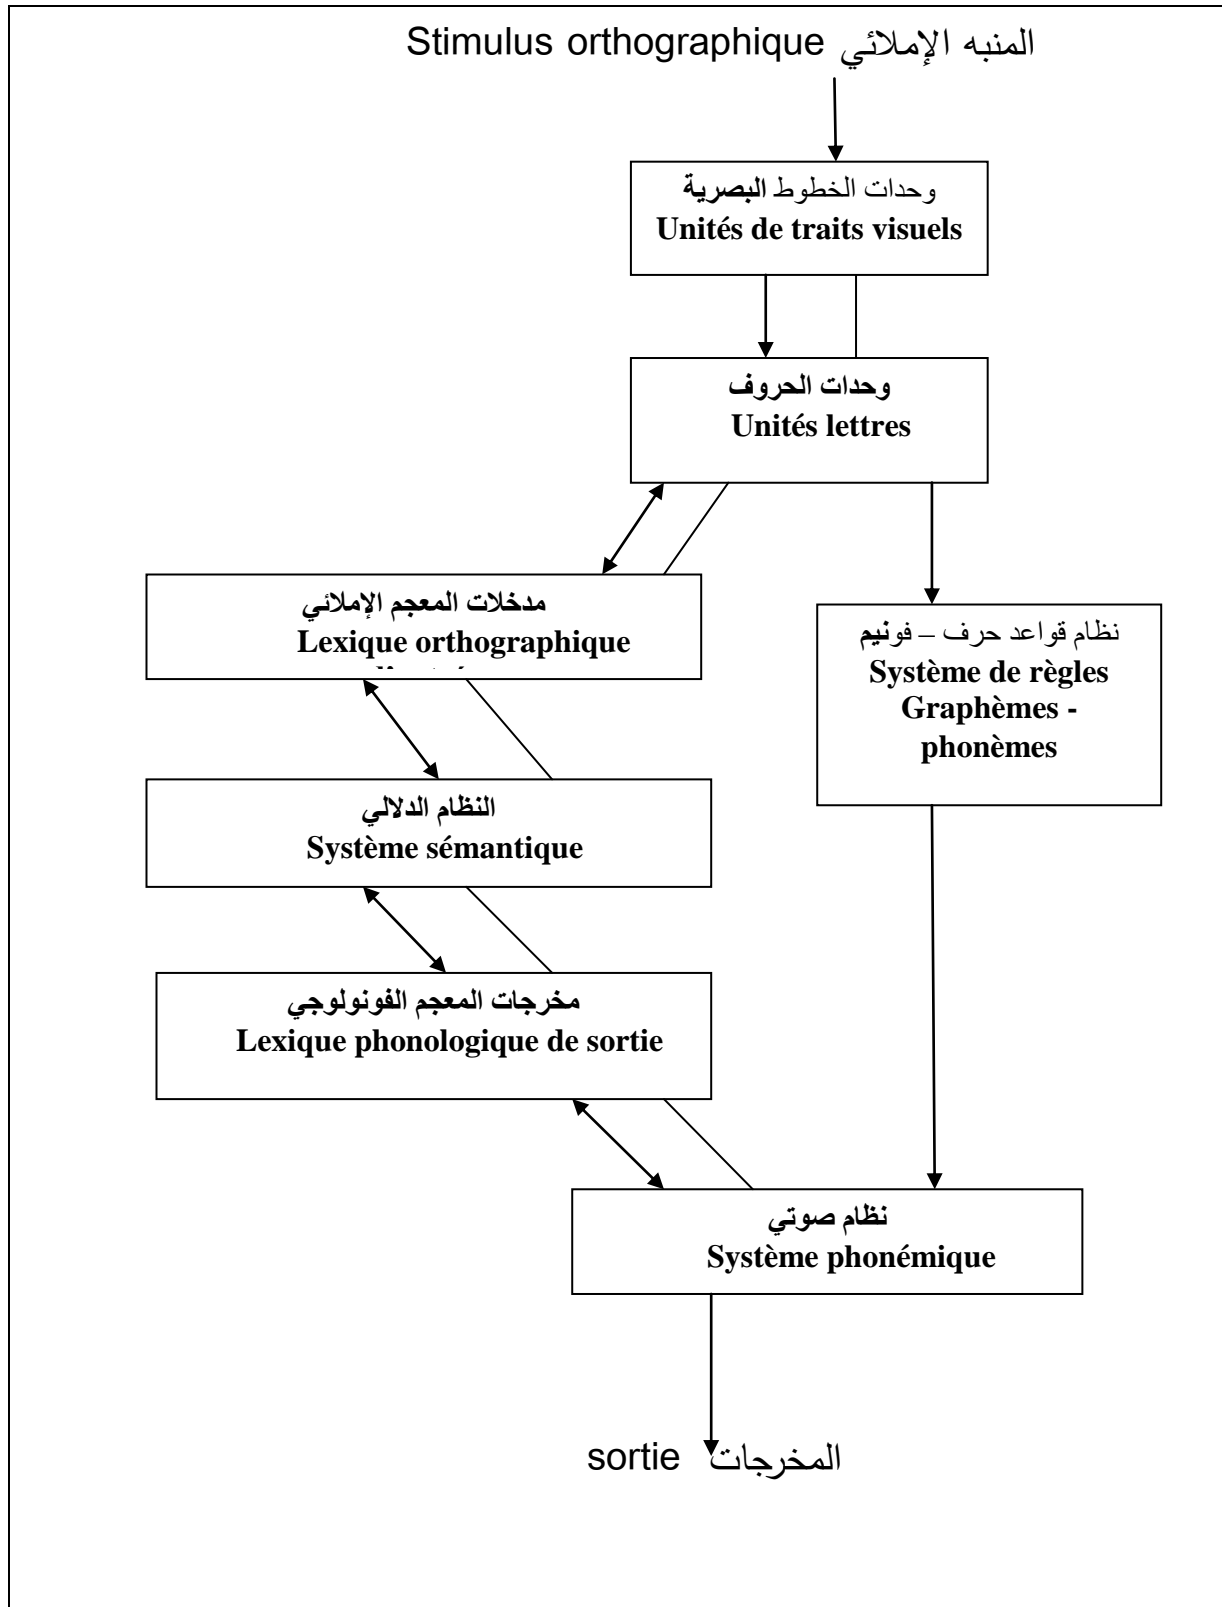 Stimulus orthographique المنبه الإملائي
وحدات الخطوط البصرية
Unités de traits visuels
وحدات الحروف
Unités lettres
مدخلات المعجم الإملائي
Lexique orthographique
نظام قواعد حرف – فونيم
Système de règles
Graphèmes -
phonèmes
النظام الدلالي
Système sémantique
مخرجات المعجم الفونولوجي
Lexique phonologique de sortie
نظام صوتي
Système phonémique
sortie المخرجات